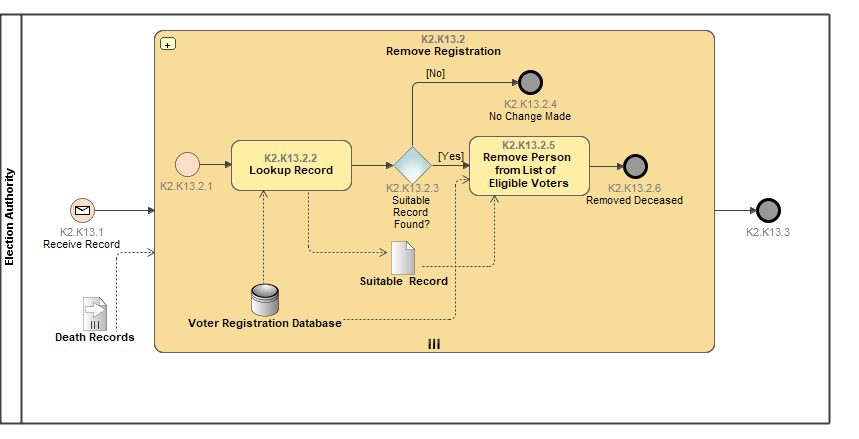 Election Authority
K2.K13.2
Remove Registration
[No]
K2.K13.2.4
No Change Made
K2.K13.2.1
K2.K13.2.2
Lookup Record
[Yes]
K2.K13.2.3
Suitable
Record
Found?
K2.K13.2.5
Remove Person
from List of
Eligible Voters
K2.K13.2.6
Removed Deceased
K2.K13.1
Receive Record
K2.K13.3
Suitable Record
Voter Registration Database
Death Records